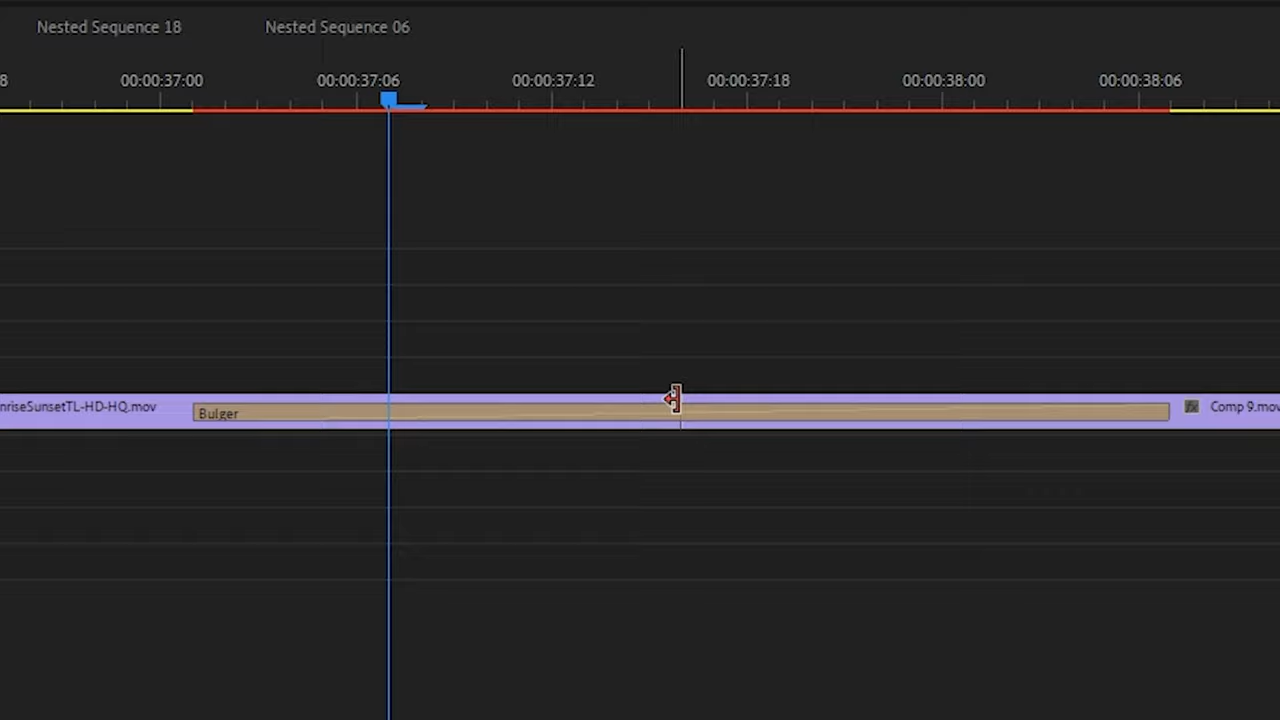 Nested Sequence 18 Nested Sequence 06
8 00:00:37:00 00:00:37:06 00:00:37:12 00:00:37:18 00:00:38:00 00:00:38:06
nriseSunsetTL-HD-HQ.mov Bulger fx Comp 9.mov